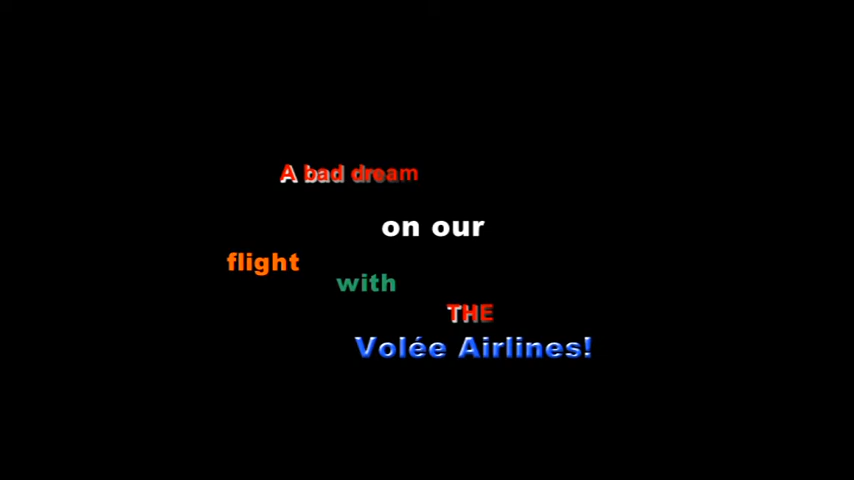 A bad dream
on our
flight
with
THE
Volée Airlines!